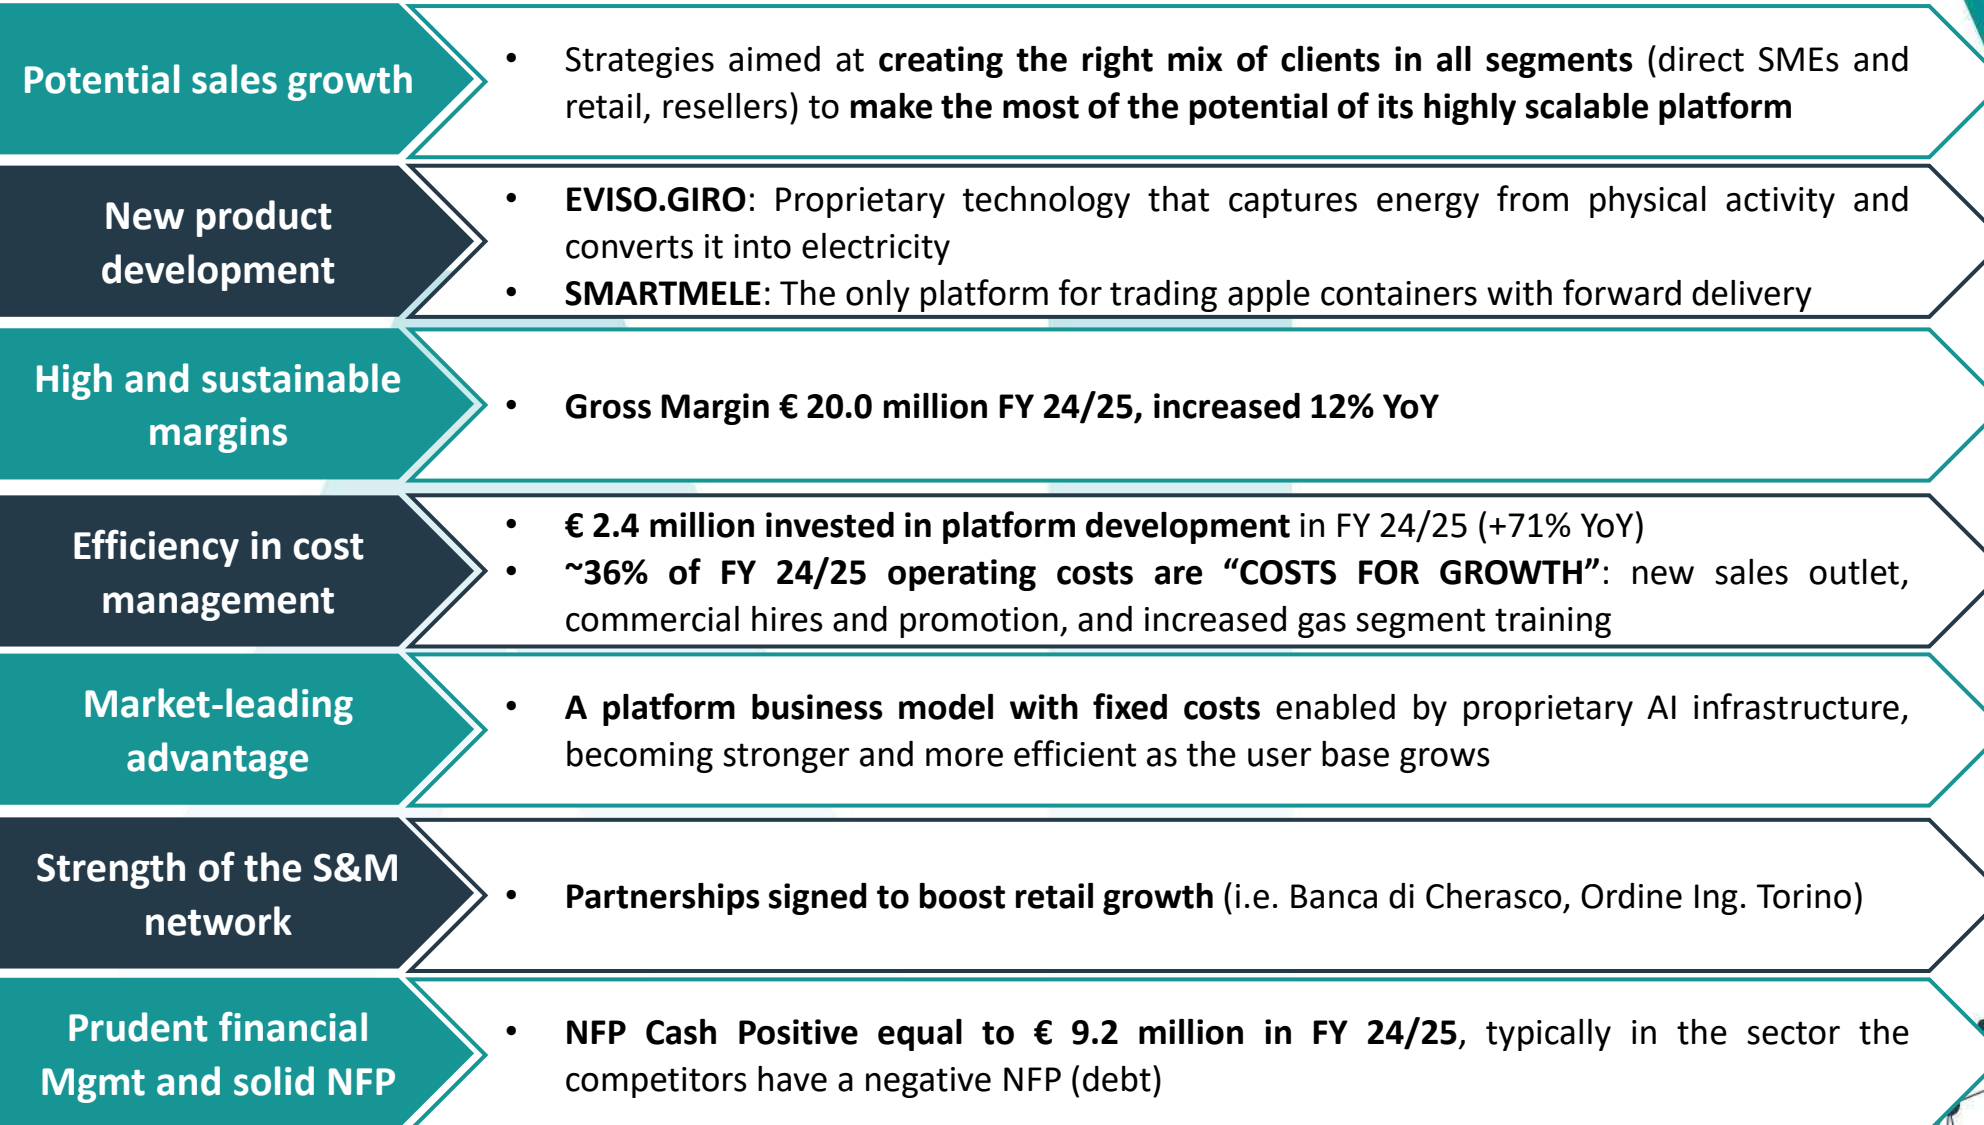 Potential sales growth
• Strategies aimed at creating the right mix of clients in all segments (direct SMEs and
retail, resellers) to make the most of the potential of its highly scalable platform
New product
development
• EVISO.GIRO: Proprietary technology that captures energy from physical activity and
converts it into electricity
• SMARTMELE: The only platform for trading apple containers with forward delivery
High and sustainable
margins
• Gross Margin € 20.0 million FY 24/25, increased 12% YoY
Efficiency in cost
management
• € 2.4 million invested in platform development in FY 24/25 (+71% YoY)
• ~36% of FY 24/25 operating costs are “COSTS FOR GROWTH”: new sales outlet,
commercial hires and promotion, and increased gas segment training
Market-leading
advantage
• A platform business model with fixed costs enabled by proprietary AI infrastructure,
becoming stronger and more efficient as the user base grows
Strength of the S&M
network
• Partnerships signed to boost retail growth (i.e. Banca di Cherasco, Ordine Ing. Torino)
Prudent financial
Mgmt and solid NFP
• NFP Cash Positive equal to € 9.2 million in FY 24/25, typically in the sector the
competitors have a negative NFP (debt)